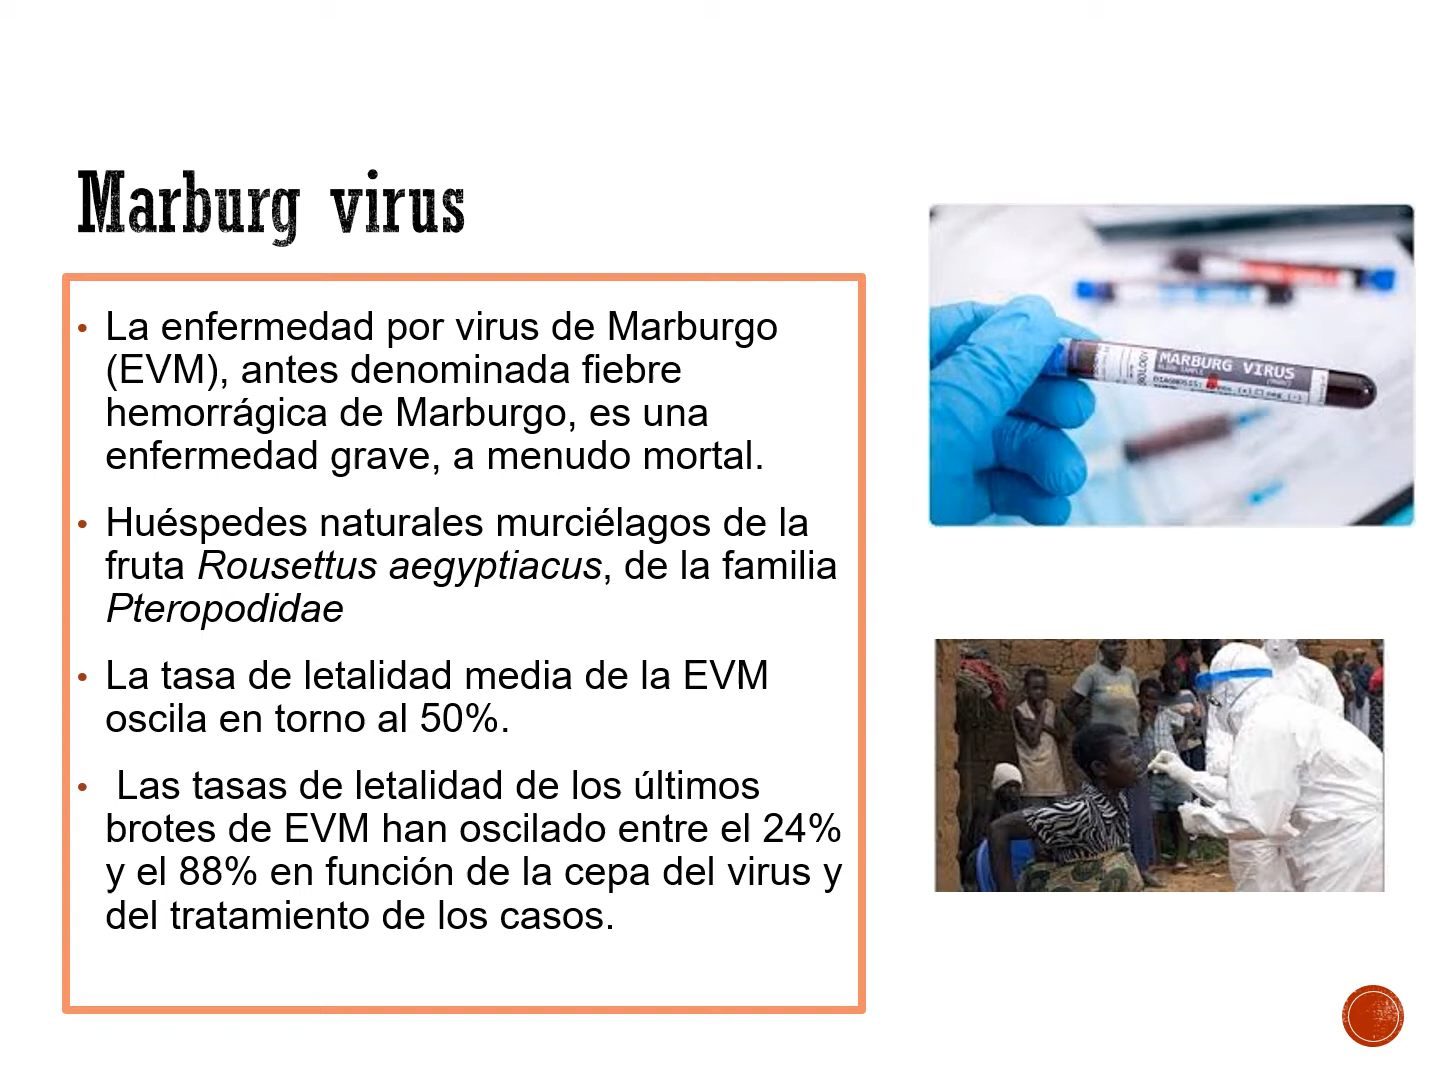 Marburg virus
• La enfermedad por virus de Marburgo
(EVM), antes denominada fiebre
hemorrágica de Marburgo, es una
enfermedad grave, a menudo mortal.
• Huéspedes naturales murciélagos de la
fruta Rousettus aegyptiacus, de la familia
Pteropodidae
• La tasa de letalidad media de la EVM
oscila en torno al 50%.
• Las tasas de letalidad de los últimos
brotes de EVM han oscilado entre el 24%
y el 88% en función de la cepa del virus y
del tratamiento de los casos.
MARBURG VIRUS
DIAGNOSIS: